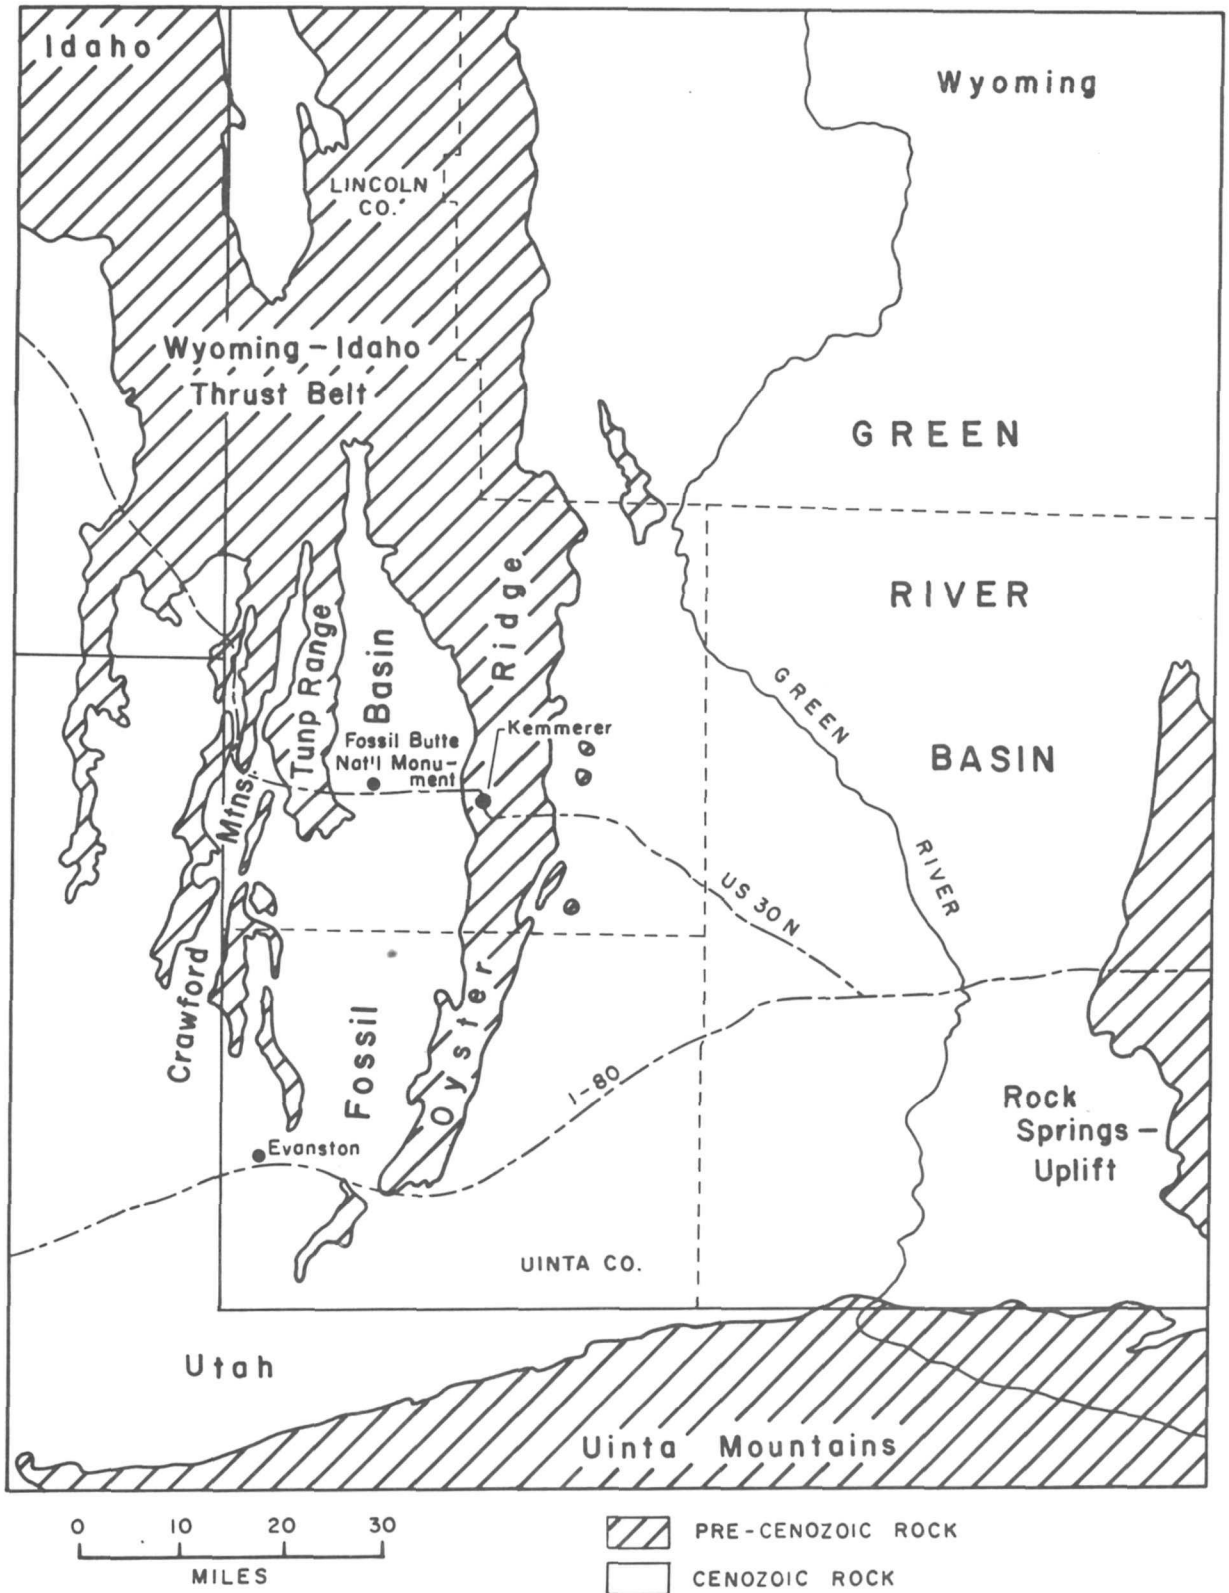 Idaho
Wyoming
LINCOLN
CO.
Wyoming – Idaho
Thrust Belt
GREEN
RIVER
BASIN
Ridge
Tunp Range
Basin
GREEN
Kemmerer
Fossil Butte
Nat'l Monu-
ment
Mtns.
RIVER
US 30 N
Crawford
Oyster
Fossil
I-80
Rock
Springs –
Uplift
Evanston
UINTA CO.
Utah
Uinta Mountains
0 10 20 30
MILES
PRE-CENOZOIC ROCK
CENOZOIC ROCK